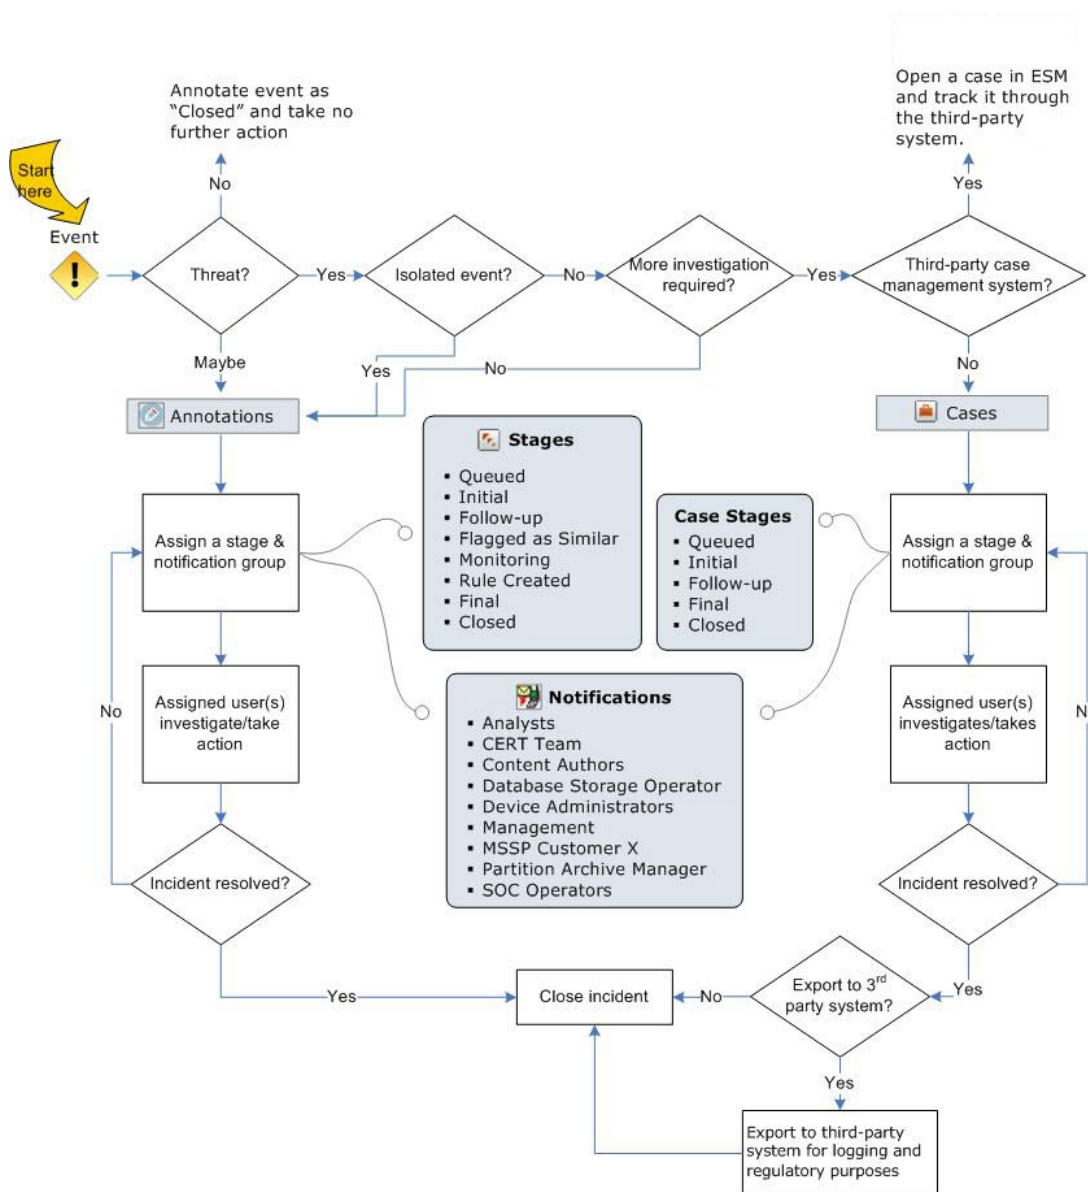 Annotate event as
“Closed” and take no
further action
Open a case in ESM
and track it through
the third-party
system.
Start
here
No
Yes
Event
Threat?
Yes
Isolated event?
No
More investigation
required?
Yes
Third-party case
management system?
Maybe
Yes
No
No
Annotations
Cases
Stages
▪ Queued
▪ Initial
▪ Follow-up
▪ Flagged as Similar
▪ Monitoring
▪ Rule Created
▪ Final
▪ Closed
Case Stages
▪ Queued
▪ Initial
▪ Follow-up
▪ Final
▪ Closed
Assign a stage &
notification group
Assign a stage &
notification group
No
Assigned user(s)
investigate/take
action
Notifications
▪ Analysts
▪ CERT Team
▪ Content Authors
▪ Database Storage Operator
▪ Device Administrators
▪ Management
▪ MSSP Customer X
▪ Partition Archive Manager
▪ SOC Operators
Assigned user(s)
investigates/takes
action
N
Incident resolved?
Incident resolved?
Yes
Close incident
No
Export to 3rd
party system?
Yes
Yes
Export to third-party
system for logging and
regulatory purposes